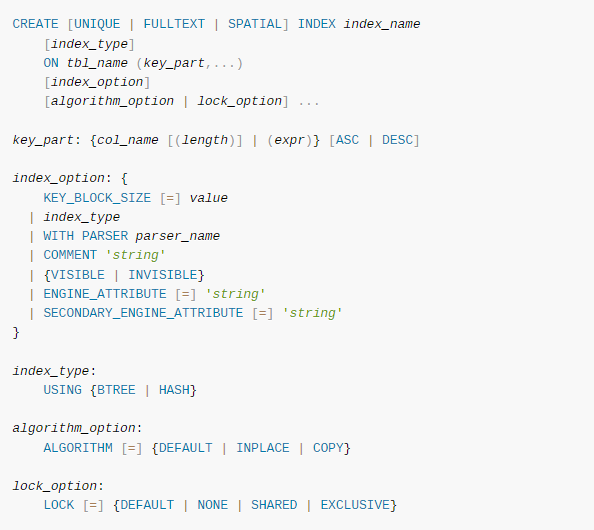 CREATE [UNIQUE | FULLTEXT | SPATIAL] INDEX index_name
    [index_type]
    ON tbl_name (key_part,...)
    [index_option]
    [algorithm_option | lock_option] ...

key_part: {col_name [(length)] | (expr)} [ASC | DESC]

index_option: {
    KEY_BLOCK_SIZE [=] value
  | index_type
  | WITH PARSER parser_name
  | COMMENT 'string'
  | {VISIBLE | INVISIBLE}
  | ENGINE_ATTRIBUTE [=] 'string'
  | SECONDARY_ENGINE_ATTRIBUTE [=] 'string'
}

index_type:
    USING {BTREE | HASH}

algorithm_option:
    ALGORITHM [=] {DEFAULT | INPLACE | COPY}

lock_option:
    LOCK [=] {DEFAULT | NONE | SHARED | EXCLUSIVE}